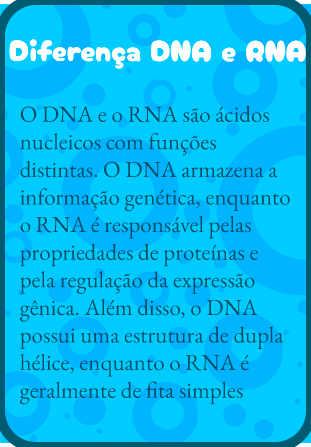 Diferença DNA e RNA
O DNA e o RNA são ácidos
nucleicos com funções
distintas. O DNA armazena a
informação genética, enquanto
o RNA é responsável pelas
propriedades de proteínas e
pela regulação da expressão
gênica. Além disso, o DNA
possui uma estrutura de dupla
hélice, enquanto o RNA é
geralmente de fita simples